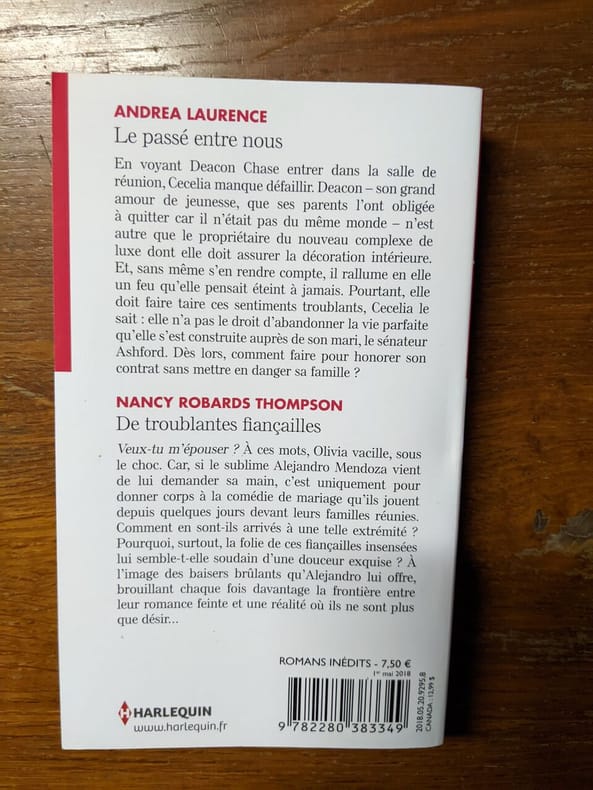 ANDREA LAURENCE
Le passé entre nous
En voyant Deacon Chase entrer dans la salle de
réunion, Cecelia manque défaillir. Deacon – son grand
amour de jeunesse, que ses parents l'ont obligée
à quitter car il n'était pas du même monde – n'est
autre que le propriétaire du nouveau complexe de
luxe dont elle doit assurer la décoration intérieure.
Et, sans même s'en rendre compte, il rallume en elle
un feu qu'elle pensait éteint à jamais. Pourtant, elle
doit faire taire ces sentiments troublants, Cecelia le
sait : elle n'a pas le droit d'abandonner la vie parfaite
qu'elle s'est construite auprès de son mari, le sénateur
Ashford. Dès lors, comment faire pour honorer son
contrat sans mettre en danger sa famille ?
NANCY ROBARDS THOMPSON
De troublantes fiançailles
Veux-tu m'épouser ? À ces mots, Olivia vacille, sous
le choc. Car, si le sublime Alejandro Mendoza vient
de lui demander sa main, c'est uniquement pour
donner corps à la comédie de mariage qu'ils jouent
depuis quelques jours devant leurs familles réunies.
Comment en sont-ils arrivés à une telle extrémité ?
Pourquoi, surtout, la folie de ces fiançailles insensées
lui semble-t-elle soudain d'une douceur exquise ? À
l'image des baisers brûlants qu'Alejandro lui offre,
brouillant chaque fois davantage la frontière entre
leur romance feinte et une réalité où ils ne sont plus
que désir...
ROMANS INÉDITS - 7,50 €
1er mai 2018
HARLEQUIN
www.harlequin.fr
9 782280 383349
2018.05.20.9295.8
CANADA : 12,99 $